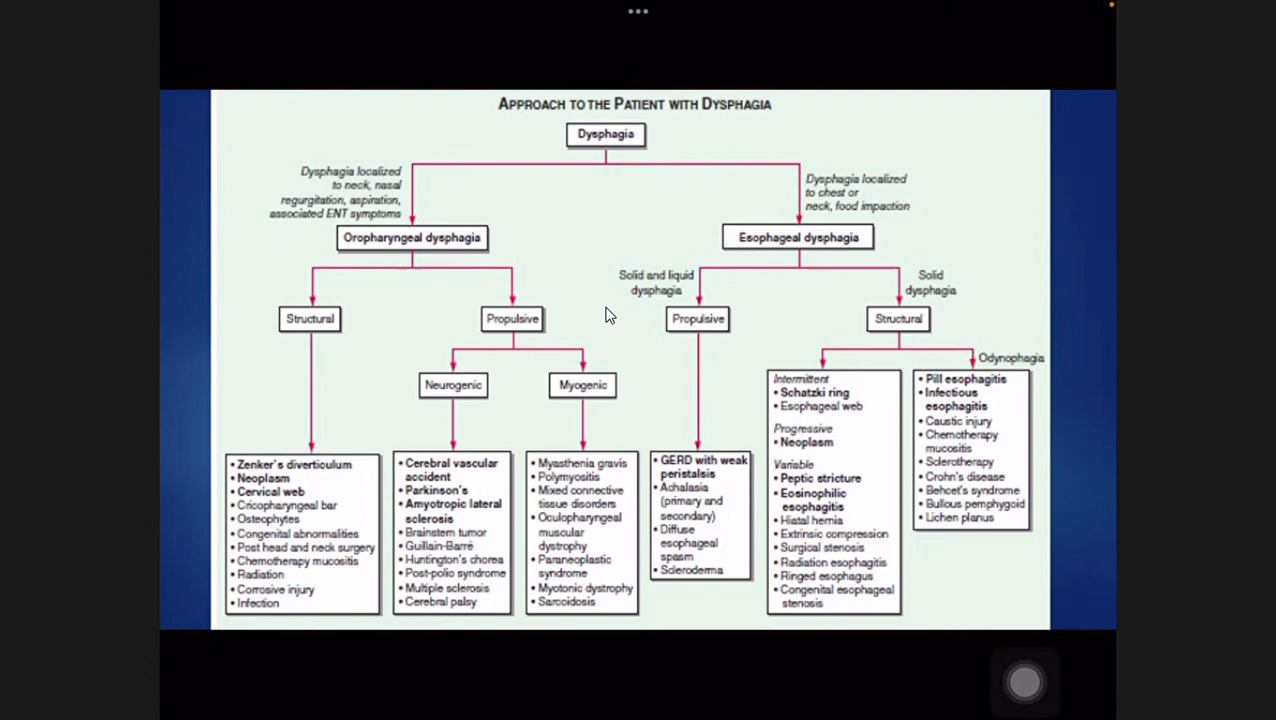 APPROACH TO THE PATIENT WITH DYSPHAGIA
Dysphagia
Dysphagia localized
to neck, nasal
regurgitation, aspiration,
associated ENT symptoms
Dysphagia localized
to chest or
neck, food impaction
Oropharyngeal dysphagia
Esophageal dysphagia
Solid and liquid
dysphagia
Solid
dysphagia
Structural
Propulsive
Propulsive
Structural
Neurogenic
Myogenic
Odynophagia
• Zenker's diverticulum
• Neoplasm
• Cervical web
• Cricopharyngeal bar
• Osteophytes
• Congenital abnormalities
• Post head and neck surgery
• Chemotherapy mucositis
• Radiation
• Corrosive injury
• Infection
• Cerebral vascular
accident
• Parkinson's
• Amyotropic lateral
sclerosis
• Brainstem tumor
• Guillain-Barré
• Huntington's chorea
• Post-polio syndrome
• Multiple sclerosis
• Cerebral palsy
• Myasthenia gravis
• Polymyositis
• Mixed connective
tissue disorders
• Oculopharyngeal
muscular
dystrophy
• Paraneoplastic
syndrome
• Myotonic dystrophy
• Sarcoidosis
• GERD with weak
peristalsis
• Achalasia
(primary and
secondary)
• Diffuse
esophageal
spasm
• Scleroderma
Intermittent
• Schatzki ring
• Esophageal web
Progressive
• Neoplasm
Variable
• Peptic stricture
• Eosinophilic
esophagitis
• Hiatal hernia
• Extrinsic compression
• Surgical stenosis
• Radiation esophagitis
• Ringed esophagus
• Congenital esophageal
stenosis
• Pill esophagitis
• Infectious
esophagitis
• Caustic injury
• Chemotherapy
mucositis
• Sclerotherapy
• Crohn's disease
• Behcet's syndrome
• Bullous pemphygoid
• Lichen planus